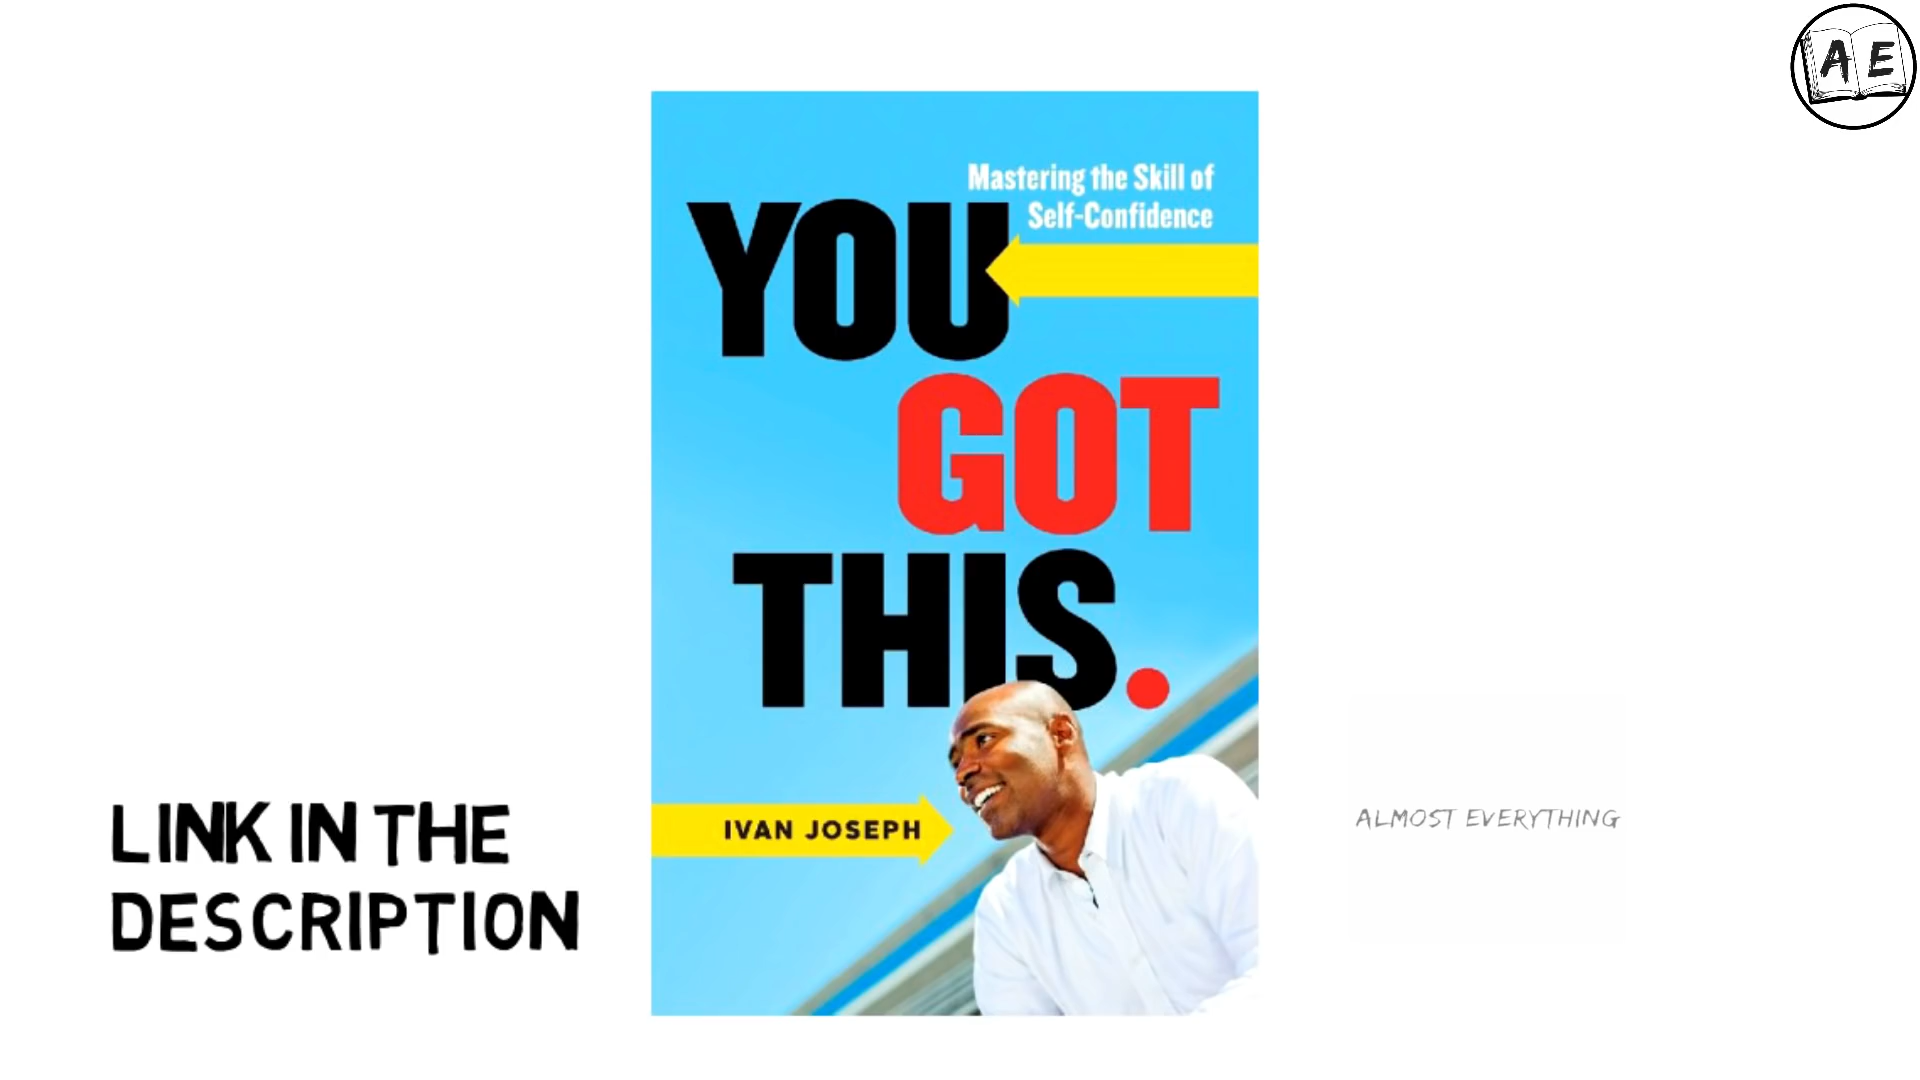 A E
Mastering the Skill of
Self-Confidence
YOU
GOT
THIS.
IVAN JOSEPH
LINK IN THE
DESCRIPTION
ALMOST EVERYTHING